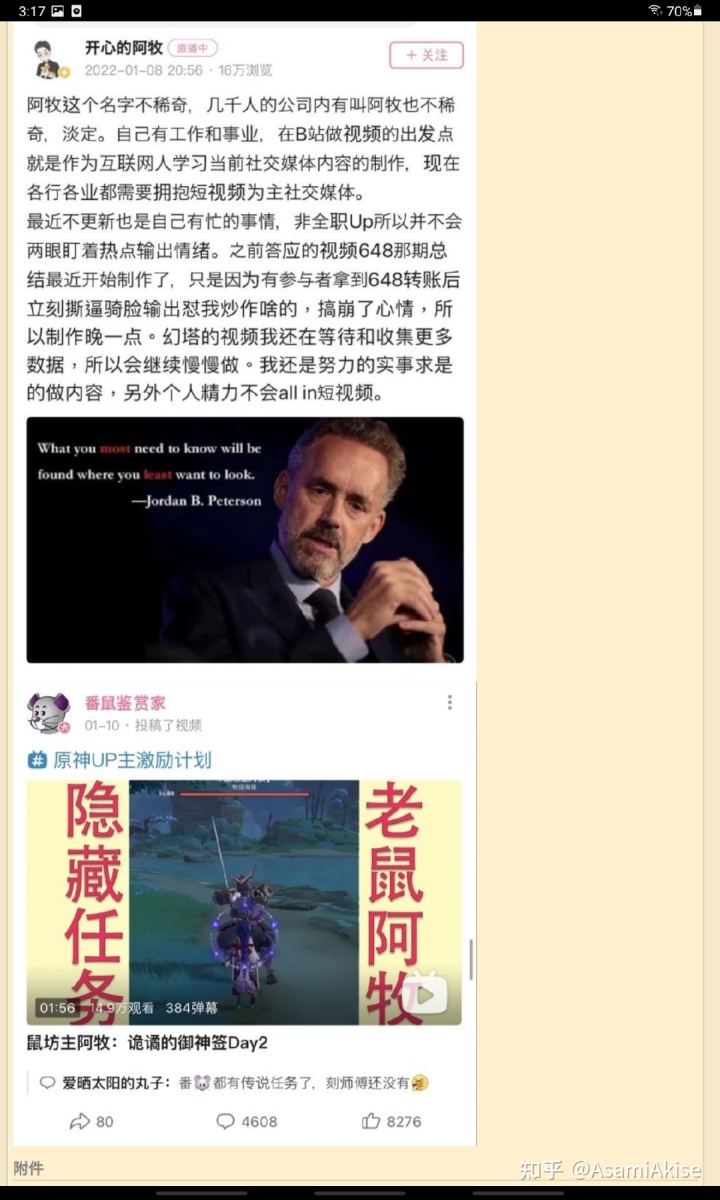 3:17
70%
开心的阿牧 直播中
+ 关注
2022-01-08 20:56 · 16万浏览
阿牧这个名字不稀奇，几千人的公司内有叫阿牧也不稀
奇，淡定。自己有工作和事业，在B站做视频的出发点
就是作为互联网人学习当前社交媒体内容的制作，现在
各行各业都需要拥抱短视频为主社交媒体。
最近不更新也是自己有忙的事情，非全职Up所以并不会
两眼盯着热点输出情绪。之前答应的视频648那期总
结最近开始制作了，只是因为有参与者拿到648转账后
立刻撕逼骑脸输出怼我炒作啥的，搞崩了心情，所
以制作晚一点。幻塔的视频我还在等待和收集更多
数据，所以会继续慢慢做。我还是努力的实事求是
的做内容，另外个人精力不会all in短视频。
What you most need to know will be
found where you least want to look.
—Jordan B. Peterson
番鼠鉴赏家
01-10 · 投稿了视频
# 原神UP主激励计划
隐藏任务
老鼠阿牧
01:56 14.9万观看 384弹幕
鼠坊主阿牧：诡谲的御神签Day2
爱晒太阳的丸子：番🐭都有传说任务了，刻师傅还没有
80
4608
8276
附件
知乎 @AsamiAkise